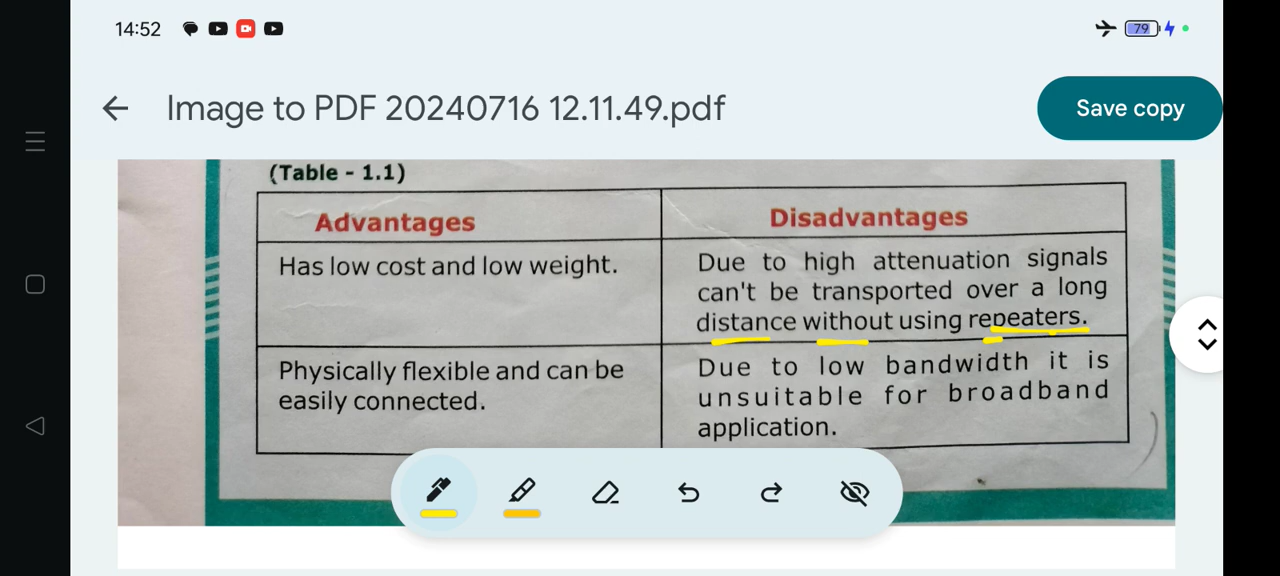 14:52
79
Image to PDF 20240716 12.11.49.pdf
Save copy
(Table - 1.1)
Advantages
Disadvantages
Has low cost and low weight.
Due to high attenuation signals
can't be transported over a long
distance without using repeaters.
Physically flexible and can be
easily connected.
Due to low bandwidth it is
unsuitable for broadband
application.